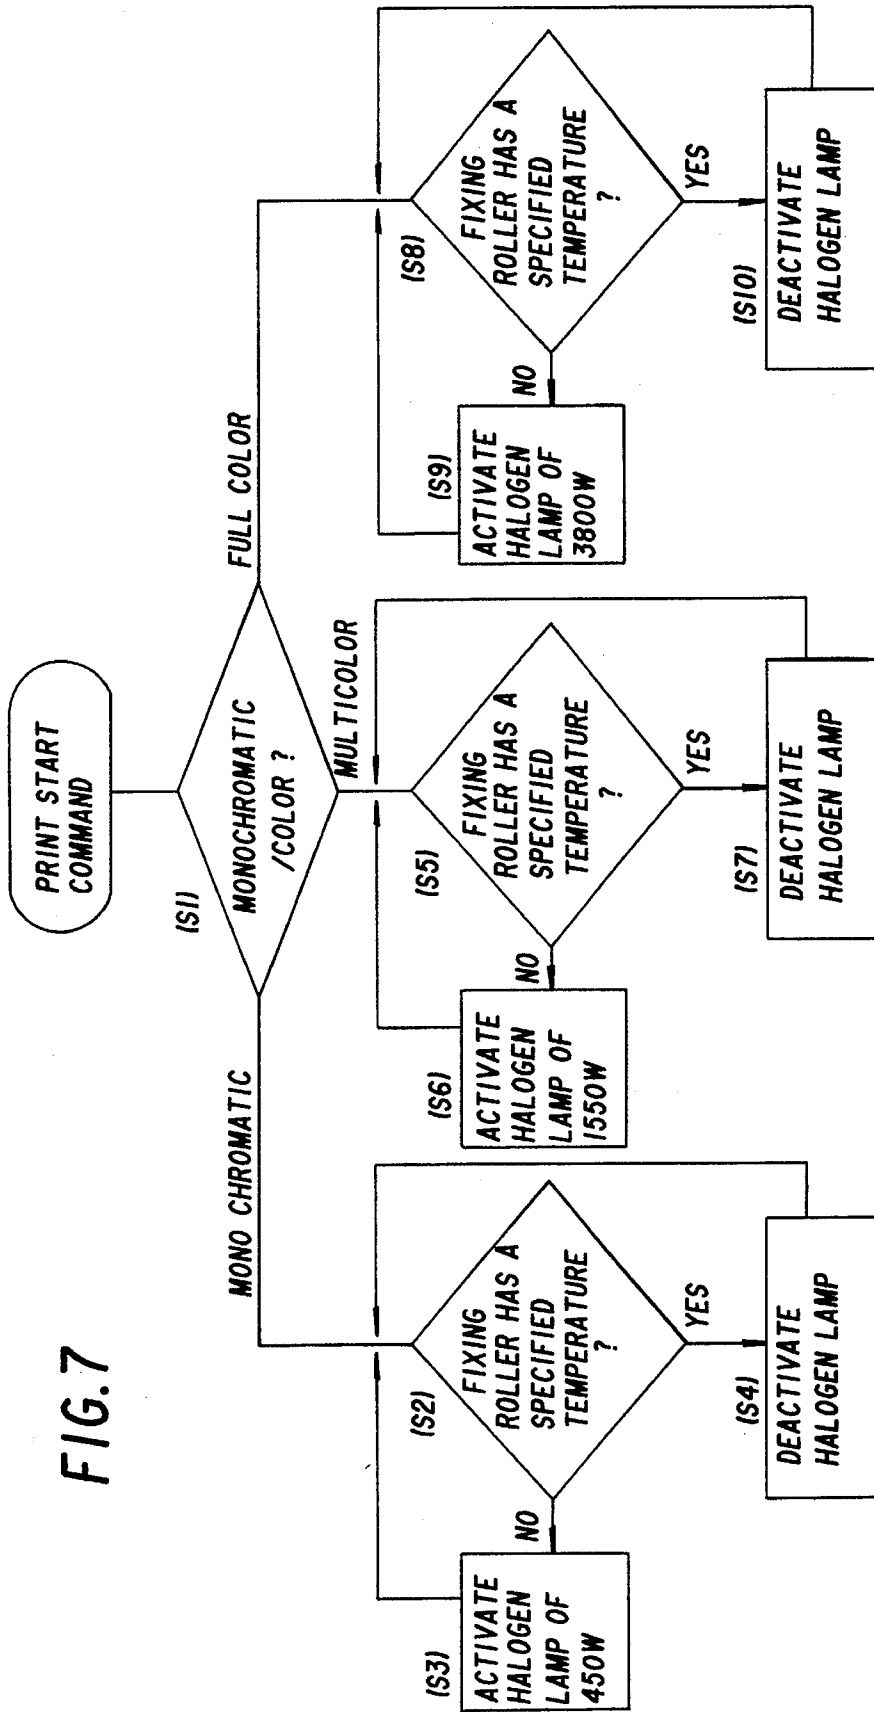 FIG.7
PRINT START
COMMAND
(S1)
MONOCHROMATIC
/COLOR ?
MONO CHROMATIC
MULTICOLOR
FULL COLOR
(S2)
FIXING
ROLLER HAS A
SPECIFIED
TEMPERATURE
?
NO
YES
(S3)
ACTIVATE
HALOGEN
LAMP OF
450W
(S4)
DEACTIVATE
HALOGEN LAMP
(S5)
FIXING
ROLLER HAS A
SPECIFIED
TEMPERATURE
?
NO
YES
(S6)
ACTIVATE
HALOGEN
LAMP OF
1550W
(S7)
DEACTIVATE
HALOGEN LAMP
(S8)
FIXING
ROLLER HAS A
SPECIFIED
TEMPERATURE
?
NO
YES
(S9)
ACTIVATE
HALOGEN
LAMP OF
3800W
(S10)
DEACTIVATE
HALOGEN LAMP